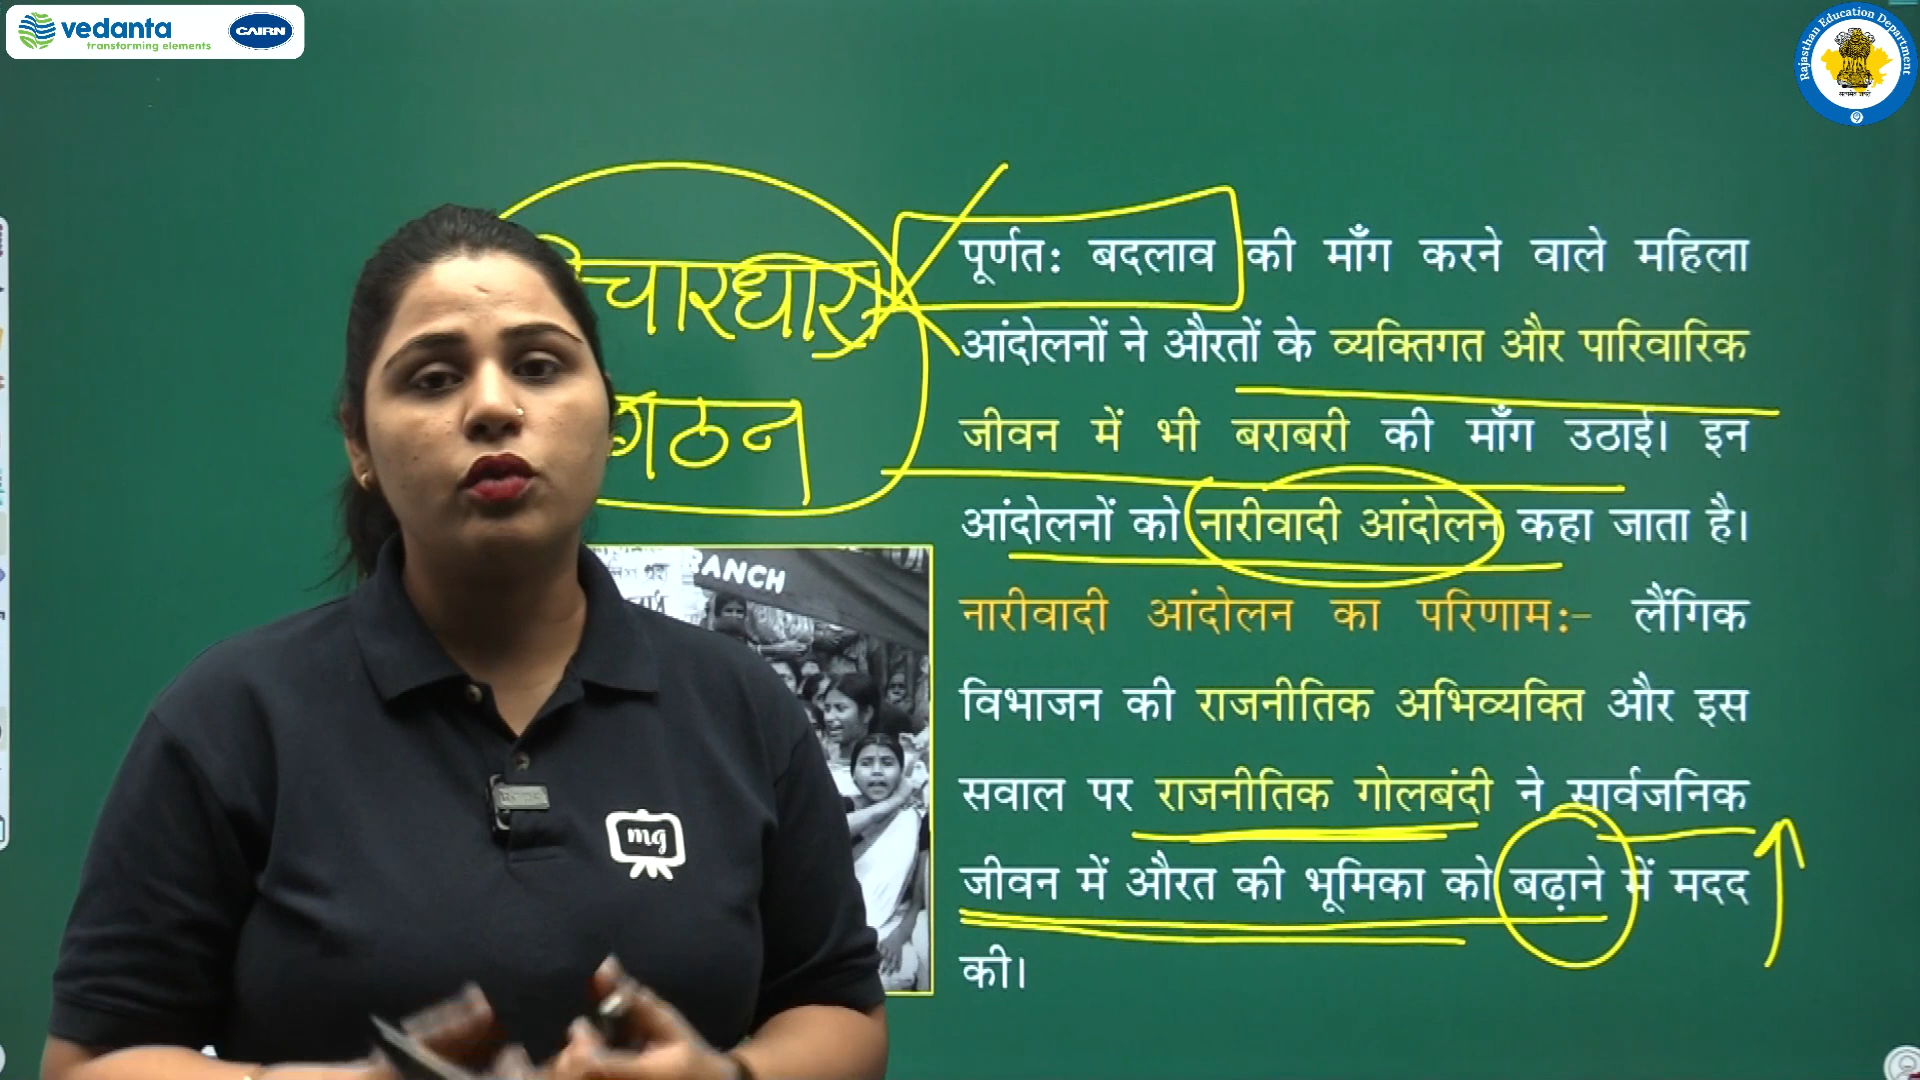 vedanta
transforming elements
CAIRN
Rajasthan Education Department
पूर्णत: बदलाव की माँग करने वाले महिला
आंदोलनों ने औरतों के व्यक्तिगत और पारिवारिक
जीवन में भी बराबरी की माँग उठाई। इन
आंदोलनों को नारीवादी आंदोलन कहा जाता है।
नारीवादी आंदोलन का परिणाम:- लैंगिक
विभाजन की राजनीतिक अभिव्यक्ति और इस
सवाल पर राजनीतिक गोलबंदी ने सार्वजनिक
जीवन में औरत की भूमिका को बढ़ाने में मदद
की।
चारधारा
गठन
RANCH
mg